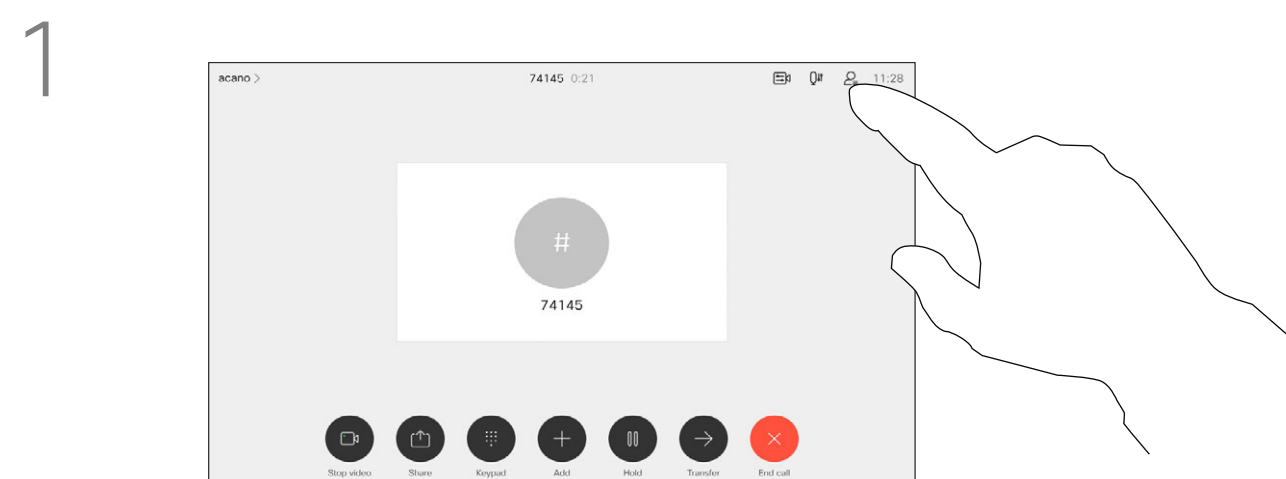 1
acano >
74145 0:21
11:28
#
74145
Stop video Share Keypad Add Hold Transfer End call